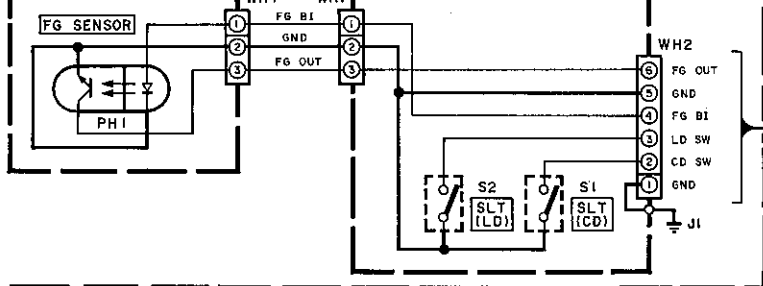 FG SENSOR
1 FG BI 1
2 GND 2
3 FG OUT 3
PH1
WH2
6 FG OUT
5 GND
4 FG BI
3 LD SW
2 CD SW
1 GND
S2
SLT
(LD)
S1
SLT
(CD)
J1